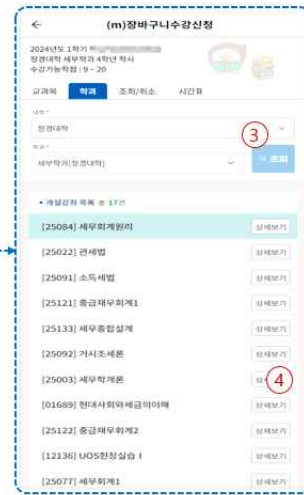 (m)장바구니수강신청
2024년도 1학기
정경대학 세무학과 4학년 학사
수강가능학점 : 9 ~ 20
교과목 학과 조회/취소 시간표
대학*
정경대학
③
학과*
세무학과[정경대학]
조회
• 개설강좌 목록 총 17건
[25084] 세무회계원리 상세보기
[25022] 관세법 상세보기
[25091] 소득세법 상세보기
[25121] 중급재무회계1 상세보기
[25133] 세무종합설계 상세보기
[25092] 거시조세론 상세보기
[25003] 세무학개론
④
[01689] 현대사회와세금의이해 상세보기
[25122] 중급재무회계2 상세보기
[12136] UOS현장실습 Ⅰ 상세보기
[25077] 세무회계1 상세보기